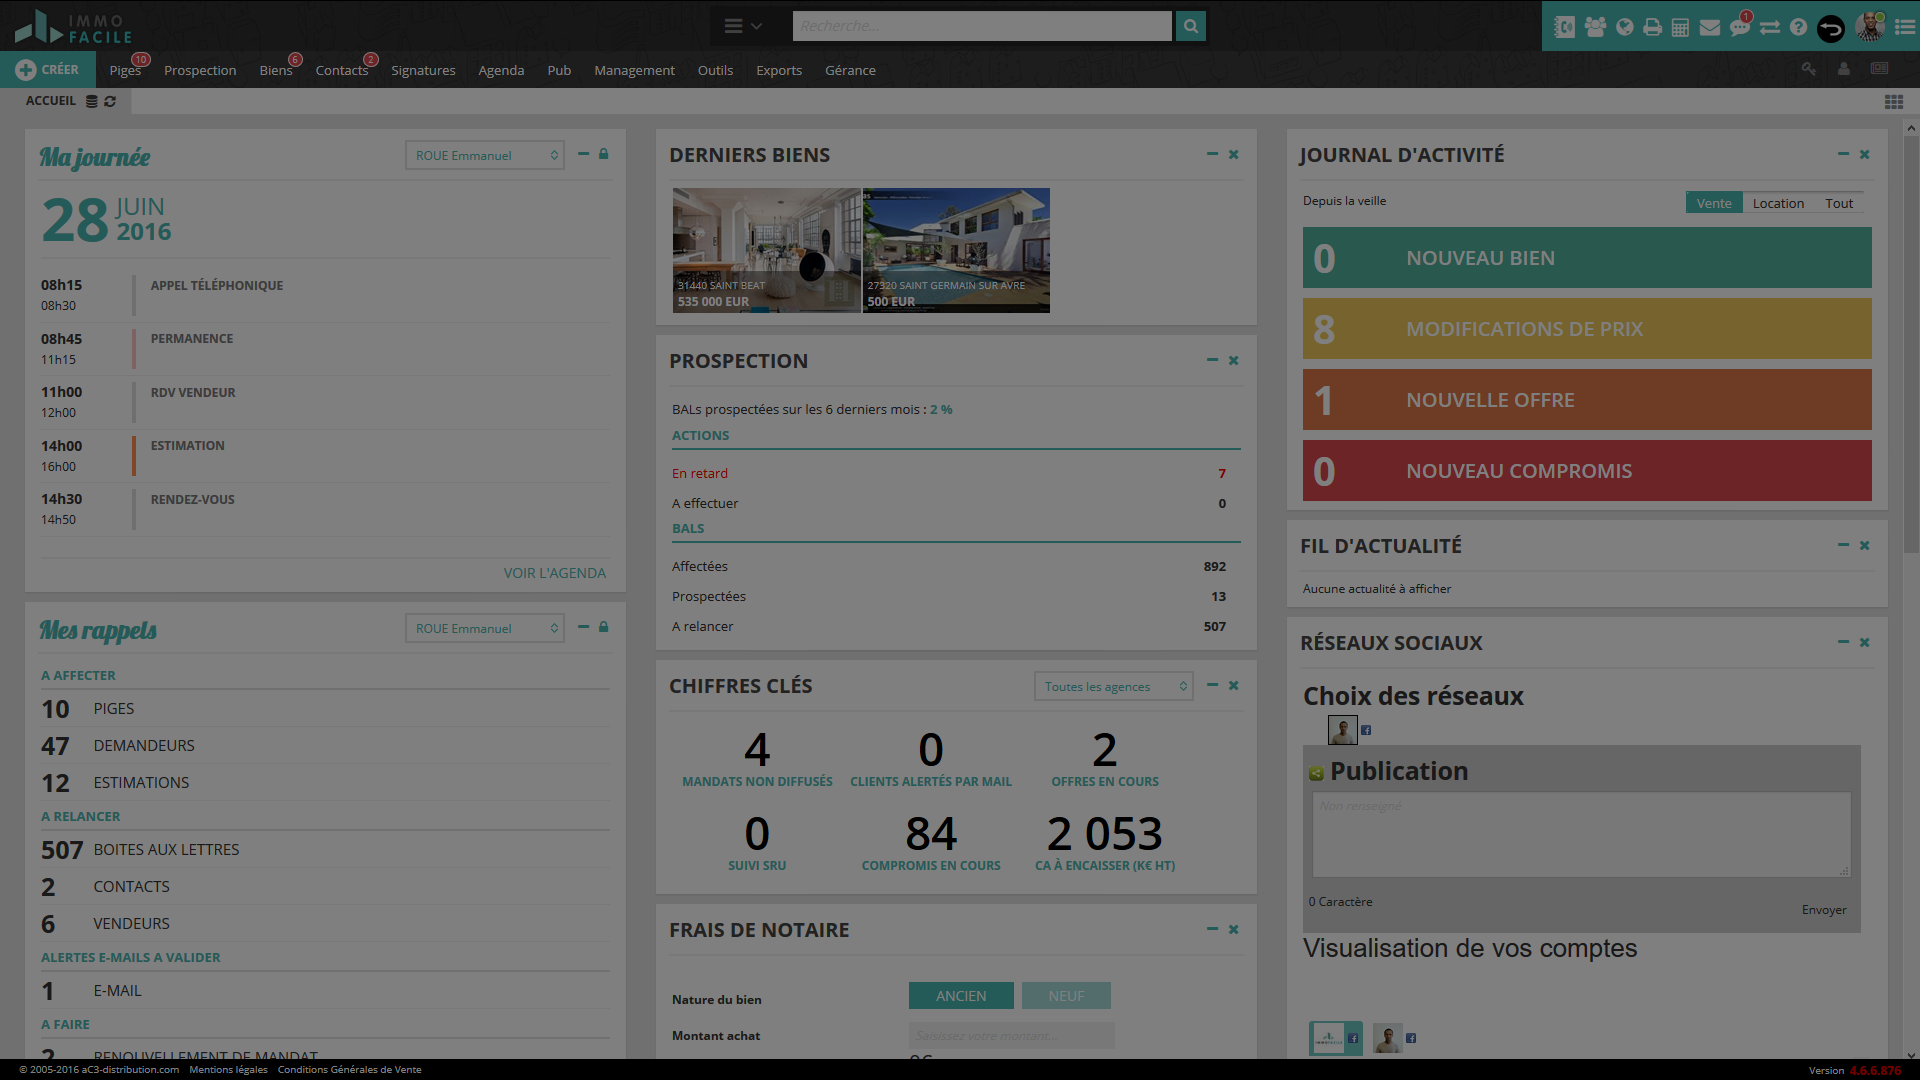 IMMO
FACILE
Recherche...
1
CRÉER
Piges 10
Prospection
Biens 6
Contacts 2
Signatures
Agenda
Pub
Management
Outils
Exports
Gérance
ACCUEIL
Ma journée
ROUE Emmanuel
28 JUIN
2016
08h15 APPEL TÉLÉPHONIQUE
08h30
08h45 PERMANENCE
11h15
11h00 RDV VENDEUR
12h00
14h00 ESTIMATION
16h00
14h30 RENDEZ-VOUS
14h50
VOIR L'AGENDA
Mes rappels
ROUE Emmanuel
A AFFECTER
10 PIGES
47 DEMANDEURS
12 ESTIMATIONS
A RELANCER
507 BOITES AUX LETTRES
2 CONTACTS
6 VENDEURS
ALERTES E-MAILS A VALIDER
1 E-MAIL
A FAIRE
2 RENOUVELLEMENT DE MANDAT
DERNIERS BIENS
31440 SAINT BEAT
535 000 EUR
27320 SAINT GERMAIN SUR AVRE
500 EUR
PROSPECTION
BALs prospectées sur les 6 derniers mois : 2 %
ACTIONS
En retard 7
A effectuer 0
BALS
Affectées 892
Prospectées 13
A relancer 507
CHIFFRES CLÉS
Toutes les agences
4 0 2
MANDATS NON DIFFUSÉS CLIENTS ALERTÉS PAR MAIL OFFRES EN COURS
0 84 2 053
SUIVI SRU COMPROMIS EN COURS CA À ENCAISSER (K€ HT)
FRAIS DE NOTAIRE
Nature du bien ANCIEN NEUF
Montant achat Saisissez votre montant...
JOURNAL D'ACTIVITÉ
Depuis la veille Vente Location Tout
0 NOUVEAU BIEN
8 MODIFICATIONS DE PRIX
1 NOUVELLE OFFRE
0 NOUVEAU COMPROMIS
FIL D'ACTUALITÉ
Aucune actualité à afficher
RÉSEAUX SOCIAUX
Choix des réseaux
Publication
Non renseigné
0 Caractère
Envoyer
Visualisation de vos comptes
© 2005-2016 aC3-distribution.com Mentions légales Conditions Générales de Vente
Version 4.6.6.876